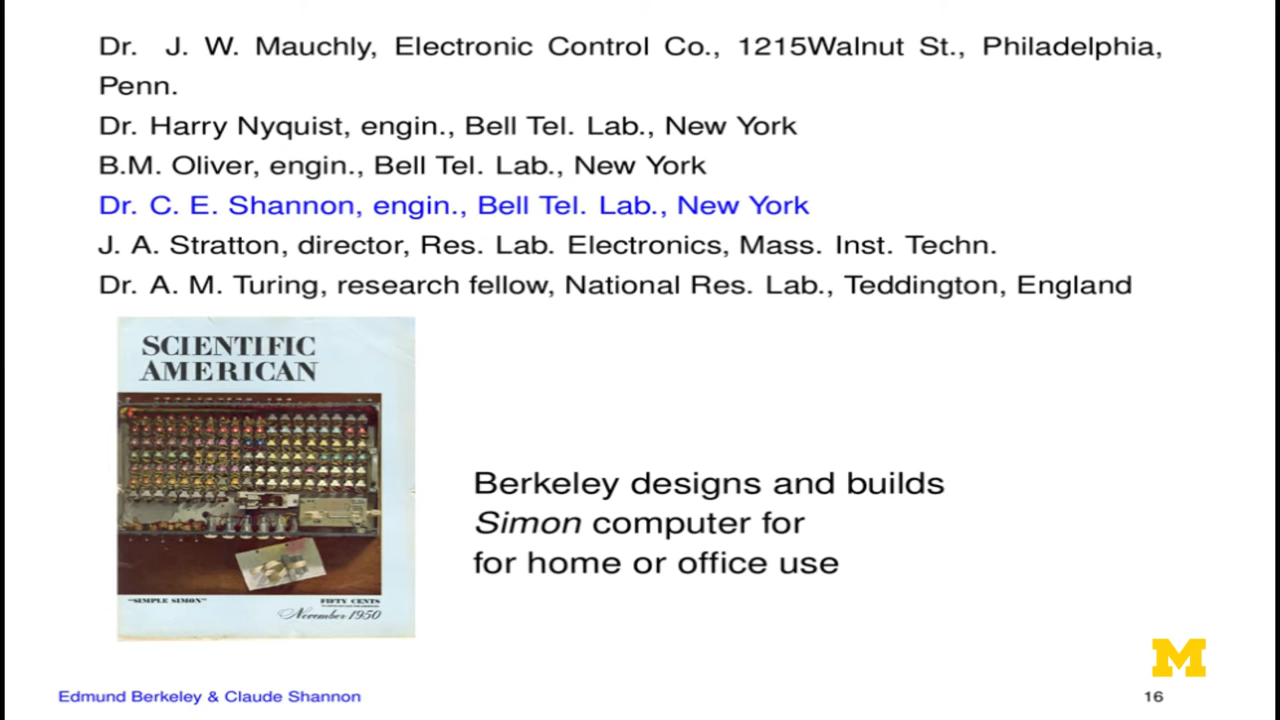 Dr. J. W. Mauchly, Electronic Control Co., 1215Walnut St., Philadelphia,
Penn.
Dr. Harry Nyquist, engin., Bell Tel. Lab., New York
B.M. Oliver, engin., Bell Tel. Lab., New York
Dr. C. E. Shannon, engin., Bell Tel. Lab., New York
J. A. Stratton, director, Res. Lab. Electronics, Mass. Inst. Techn.
Dr. A. M. Turing, research fellow, National Res. Lab., Teddington, England
SCIENTIFIC
AMERICAN
Berkeley designs and builds
Simon computer for
for home or office use
"SIMPLE SIMON"
FIFTY CENTS
November 1950
M
Edmund Berkeley & Claude Shannon
16